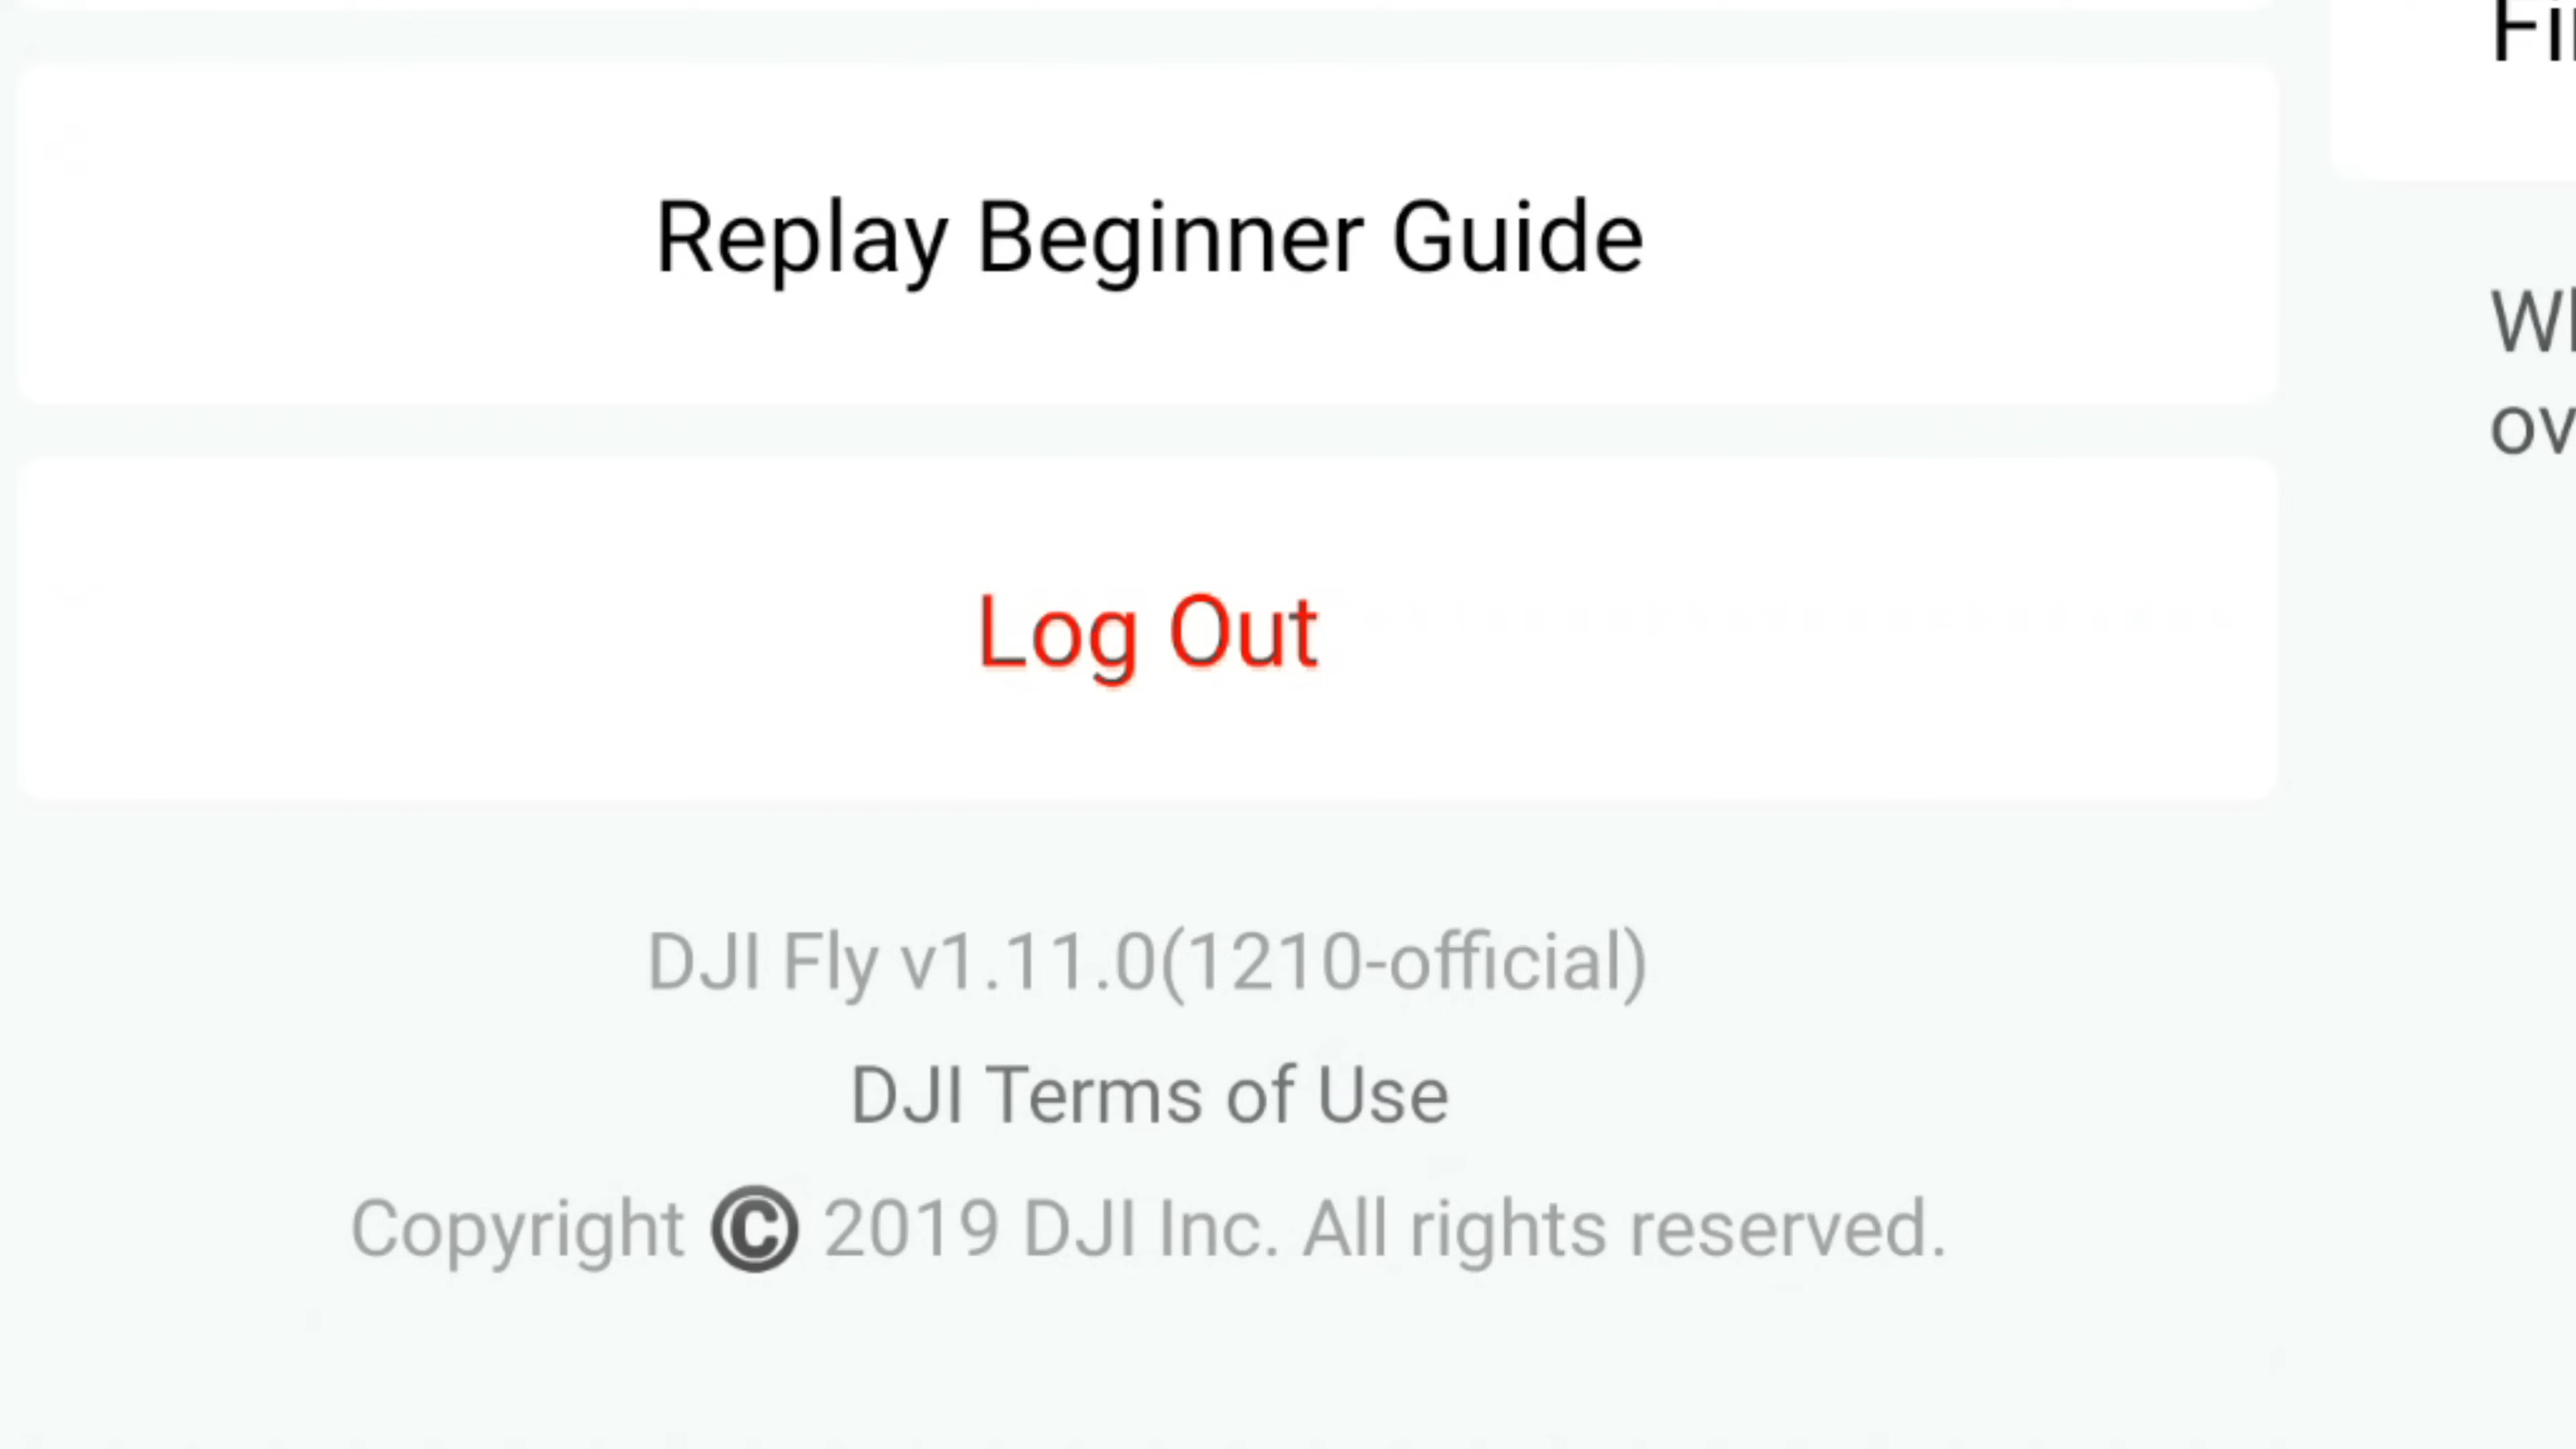 Replay Beginner Guide
Log Out
DJI Fly v1.11.0(1210-official)
DJI Terms of Use
Copyright © 2019 DJI Inc. All rights reserved.
ov